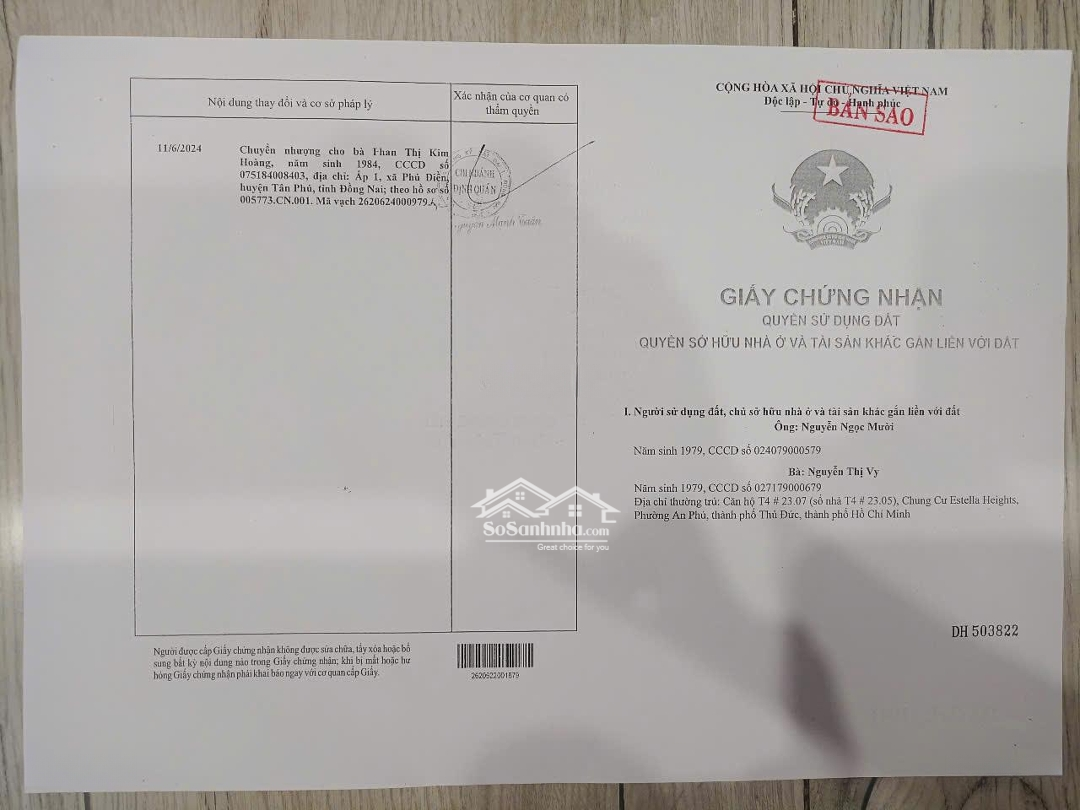 Nội dung thay đổi và cơ sở pháp lý
Xác nhận của cơ quan có
thẩm quyền
11/6/2024
Chuyển nhượng cho bà Phan Thị Kim
Hoàng, năm sinh 1984, CCCD số
075184008403, địa chỉ: Ấp 1, xã Phú Điền,
huyện Tân Phú, tỉnh Đồng Nai; theo hồ sơ số
005773.CN.001. Mã vạch 2620624000979
CHI NHÁNH
ĐỊNH QUÁN
Người được cấp Giấy chứng nhận không được sửa chữa, tẩy xóa hoặc bổ
sung bất kỳ nội dung nào trong Giấy chứng nhận; khi bị mất hoặc hư
hỏng Giấy chứng nhận phải khai báo ngay với cơ quan cấp Giấy.
2620522001879
CỘNG HÒA XÃ HỘI CHỦ NGHĨA VIỆT NAM
Độc lập - Tự do - Hạnh phúc
BẢN SAO
GIẤY CHỨNG NHẬN
QUYỀN SỬ DỤNG ĐẤT
QUYỀN SỞ HỮU NHÀ Ở VÀ TÀI SẢN KHÁC GẮN LIỀN VỚI ĐẤT
I. Người sử dụng đất, chủ sở hữu nhà ở và tài sản khác gắn liền với đất
Ông: Nguyễn Ngọc Mười
Năm sinh 1979, CCCD số 024079000579
Bà: Nguyễn Thị Vy
Năm sinh 1979, CCCD số 027179000679
Địa chỉ thường trú: Căn hộ T4 # 23.07 (số nhà T4 # 23.05), Chung Cư Estella Heights,
Phường An Phú, thành phố Thủ Đức, thành phố Hồ Chí Minh
DH 503822
SoSanhnha.com
Great choice for you